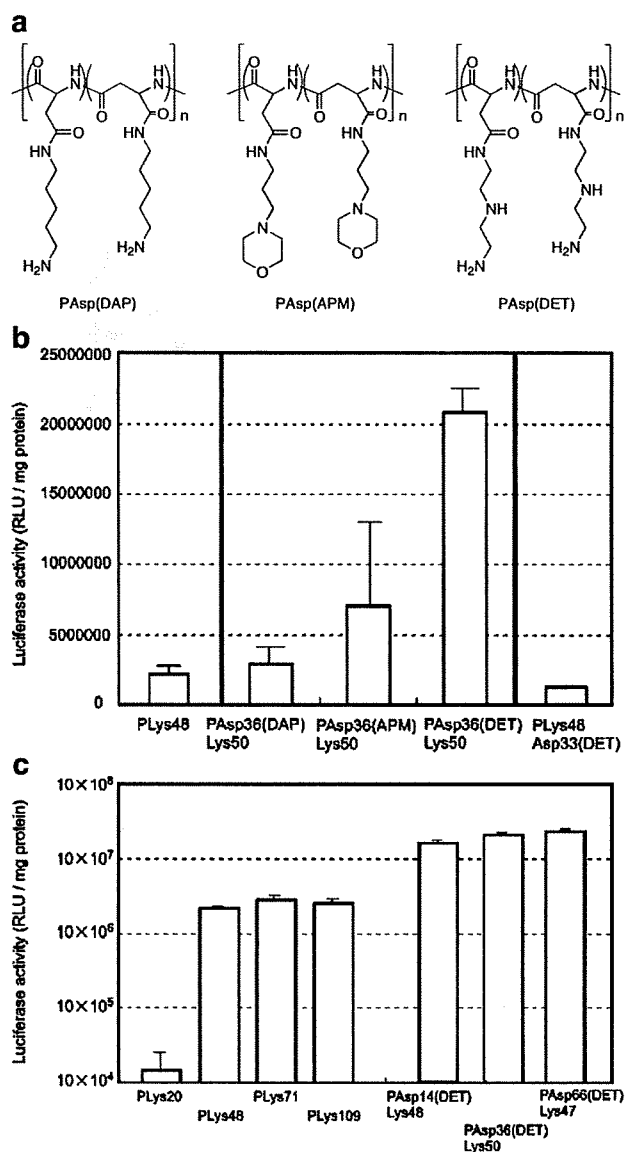 a
PAsp(DAP)
PAsp(APM)
PAsp(DET)
b
Luciferase activity (RLU / mg protein)
25000000
20000000
15000000
10000000
5000000
0
PLys48
PAsp36(DAP)
Lys50
PAsp36(APM)
Lys50
PAsp36(DET)
Lys50
PLys48
Asp33(DET)
c
Luciferase activity (RLU / mg protein)
10×10⁸
10×10⁷
10×10⁶
10×10⁵
10×10⁴
PLys20
PLys48
PLys71
PLys109
PAsp14(DET)
Lys48
PAsp36(DET)
Lys50
PAsp66(DET)
Lys47